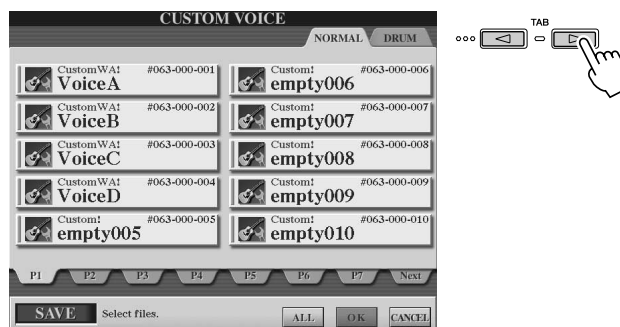 CUSTOM VOICE
NORMAL DRUM
TAB
CustomWA! #063-000-001
VoiceA
CustomWA! #063-000-002
VoiceB
CustomWA! #063-000-003
VoiceC
CustomWA! #063-000-004
VoiceD
Custom! #063-000-005
empty005
Custom! #063-000-006
empty006
Custom! #063-000-007
empty007
Custom! #063-000-008
empty008
Custom! #063-000-009
empty009
Custom! #063-000-010
empty010
P1 P2 P3 P4 P5 P6 P7 Next
SAVE Select files. ALL OK CANCEL